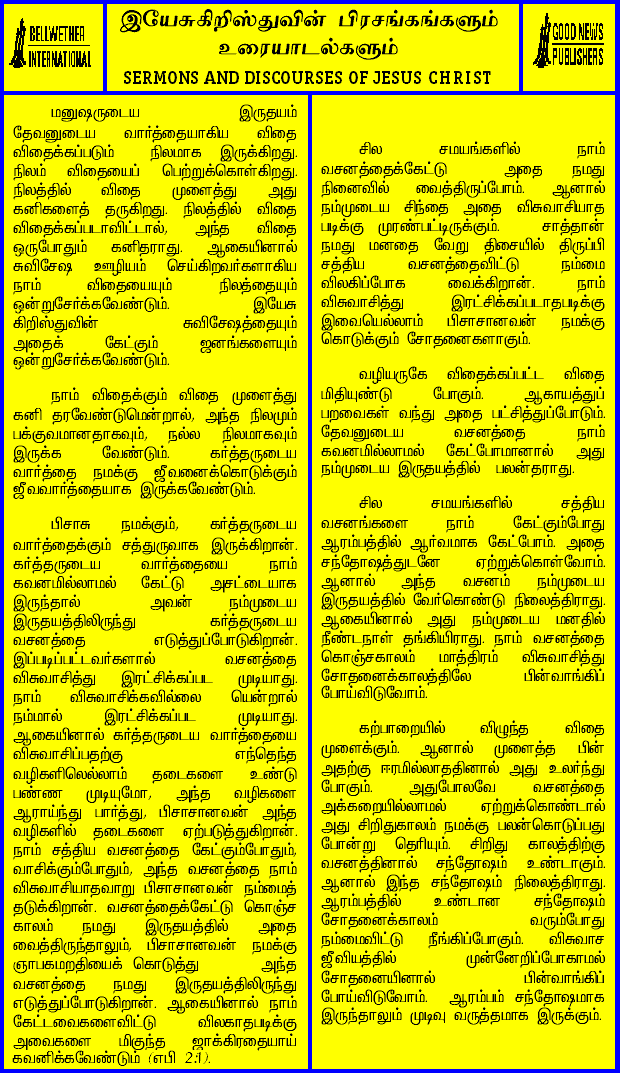 BELLWETHER
INTERNATIONAL
இயேசுகிறிஸ்துவின் பிரசங்கங்களும்
உரையாடல்களும்
SERMONS AND DISCOURSES OF JESUS CHRIST
GOOD NEWS
PUBLISHERS
மனுஷருடைய இருதயம்
தேவனுடைய வார்த்தையாகிய விதை
விதைக்கப்படும் நிலமாக இருக்கிறது.
நிலம் விதையைப் பெற்றுக்கொள்கிறது.
நிலத்தில் விதை முளைத்து அது
கனிகளைத் தருகிறது. நிலத்தில் விதை
விதைக்கப்படாவிட்டால், அந்த விதை
ஒருபோதும் கனிதராது. ஆகையினால்
சுவிசேஷ ஊழியம் செய்கிறவர்களாகிய
நாம் விதையையும் நிலத்தையும்
ஒன்றுசேர்க்கவேண்டும். இயேசு
கிறிஸ்துவின் சுவிசேஷத்தையும்
அதைக் கேட்கும் ஜனங்களையும்
ஒன்றுசேர்க்கவேண்டும்.
நாம் விதைக்கும் விதை முளைத்து
கனி தரவேண்டுமென்றால், அந்த நிலமும்
பக்குவமானதாகவும், நல்ல நிலமாகவும்
இருக்க வேண்டும். கர்த்தருடைய
வார்த்தை நமக்கு ஜீவனைக்கொடுக்கும்
ஜீவவார்த்தையாக இருக்கவேண்டும்.
பிசாசு நமக்கும், கர்த்தருடைய
வார்த்தைக்கும் சத்துருவாக இருக்கிறான்.
கர்த்தருடைய வார்த்தையை நாம்
கவனமில்லாமல் கேட்டு அசட்டையாக
இருந்தால் அவன் நம்முடைய
இருதயத்திலிருந்து கர்த்தருடைய
வசனத்தை எடுத்துப்போடுகிறான்.
இப்படிப்பட்டவர்களால் வசனத்தை
விசுவாசித்து இரட்சிக்கப்பட முடியாது.
நாம் விசுவாசிக்கவில்லை யென்றால்
நம்மால் இரட்சிக்கப்பட முடியாது.
ஆகையினால் கர்த்தருடைய வார்த்தையை
விசுவாசிப்பதற்கு எந்தெந்த
வழிகளிலெல்லாம் தடைகளை உண்டு
பண்ண முடியுமோ, அந்த வழிகளை
ஆராய்ந்து பார்த்து, பிசாசானவன் அந்த
வழிகளில் தடைகளை ஏற்படுத்துகிறான்.
நாம் சத்திய வசனத்தை கேட்கும்போதும்,
வாசிக்கும்போதும், அந்த வசனத்தை நாம்
விசுவாசியாதவாறு பிசாசானவன் நம்மைத்
தடுக்கிறான். வசனத்தைக்கேட்டு கொஞ்ச
காலம் நமது இருதயத்தில் அதை
வைத்திருந்தாலும், பிசாசானவன் நமக்கு
ஞாபகமறதியைக் கொடுத்து அந்த
வசனத்தை நமது இருதயத்திலிருந்து
எடுத்துப்போடுகிறான். ஆகையினால் நாம்
கேட்டவைகளைவிட்டு விலகாதபடிக்கு
அவைகளை மிகுந்த ஜாக்கிரதையாய்
கவனிக்கவேண்டும் (எபி 2:1).
சில சமயங்களில் நாம்
வசனத்தைக்கேட்டு அதை நமது
நினைவில் வைத்திருப்போம். ஆனால்
நம்முடைய சிந்தை அதை விசுவாசியாத
படிக்கு முரண்பட்டிருக்கும். சாத்தான்
நமது மனதை வேறு திசையில் திருப்பி
சத்திய வசனத்தைவிட்டு நம்மை
விலகிப்போக வைக்கிறான். நாம்
விசுவாசித்து இரட்சிக்கப்படாதபடிக்கு
இவையெல்லாம் பிசாசானவன் நமக்கு
கொடுக்கும் சோதனைகளாகும்.
வழியருகே விதைக்கப்பட்ட விதை
மிதியுண்டு போகும். ஆகாயத்துப்
பறவைகள் வந்து அதை பட்சித்துப்போடும்.
தேவனுடைய வசனத்தை நாம்
கவனமில்லாமல் கேட்போமானால் அது
நம்முடைய இருதயத்தில் பலன்தராது.
சில சமயங்களில் சத்திய
வசனங்களை நாம் கேட்கும்போது
ஆரம்பத்தில் ஆர்வமாக கேட்போம். அதை
சந்தோஷத்துடனே ஏற்றுக்கொள்வோம்.
ஆனால் அந்த வசனம் நம்முடைய
இருதயத்தில் வேர்கொண்டு நிலைத்திராது.
ஆகையினால் அது நம்முடைய மனதில்
நீண்டநாள் தங்கியிராது. நாம் வசனத்தை
கொஞ்சகாலம் மாத்திரம் விசுவாசித்து
சோதனைக்காலத்திலே பின்வாங்கிப்
போய்விடுவோம்.
கற்பாறையில் விழுந்த விதை
முளைக்கும். ஆனால் முளைத்த பின்
அதற்கு ஈரமில்லாததினால் அது உலர்ந்து
போகும். அதுபோலவே வசனத்தை
அக்கறையில்லாமல் ஏற்றுக்கொண்டால்
அது சிறிதுகாலம் நமக்கு பலன்கொடுப்பது
போன்று தெரியும். சிறிது காலத்திற்கு
வசனத்தினால் சந்தோஷம் உண்டாகும்.
ஆனால் இந்த சந்தோஷம் நிலைத்திராது.
ஆரம்பத்தில் உண்டான சந்தோஷம்
சோதனைக்காலம் வரும்போது
நம்மைவிட்டு நீங்கிப்போகும். விசுவாச
ஜீவியத்தில் முன்னேறிப்போகாமல்
சோதனையினால் பின்வாங்கிப்
போய்விடுவோம். ஆரம்பம் சந்தோஷமாக
இருந்தாலும் முடிவு வருத்தமாக இருக்கும்.